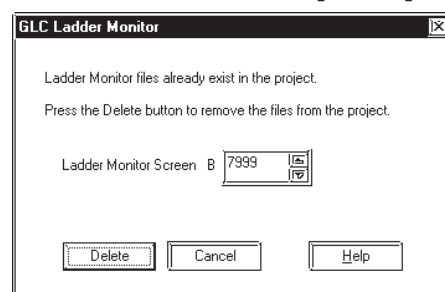 GLC Ladder Monitor
Ladder Monitor files already exist in the project.
Press the Delete button to remove the files from the project.
Ladder Monitor Screen B 7999
Delete Cancel Help